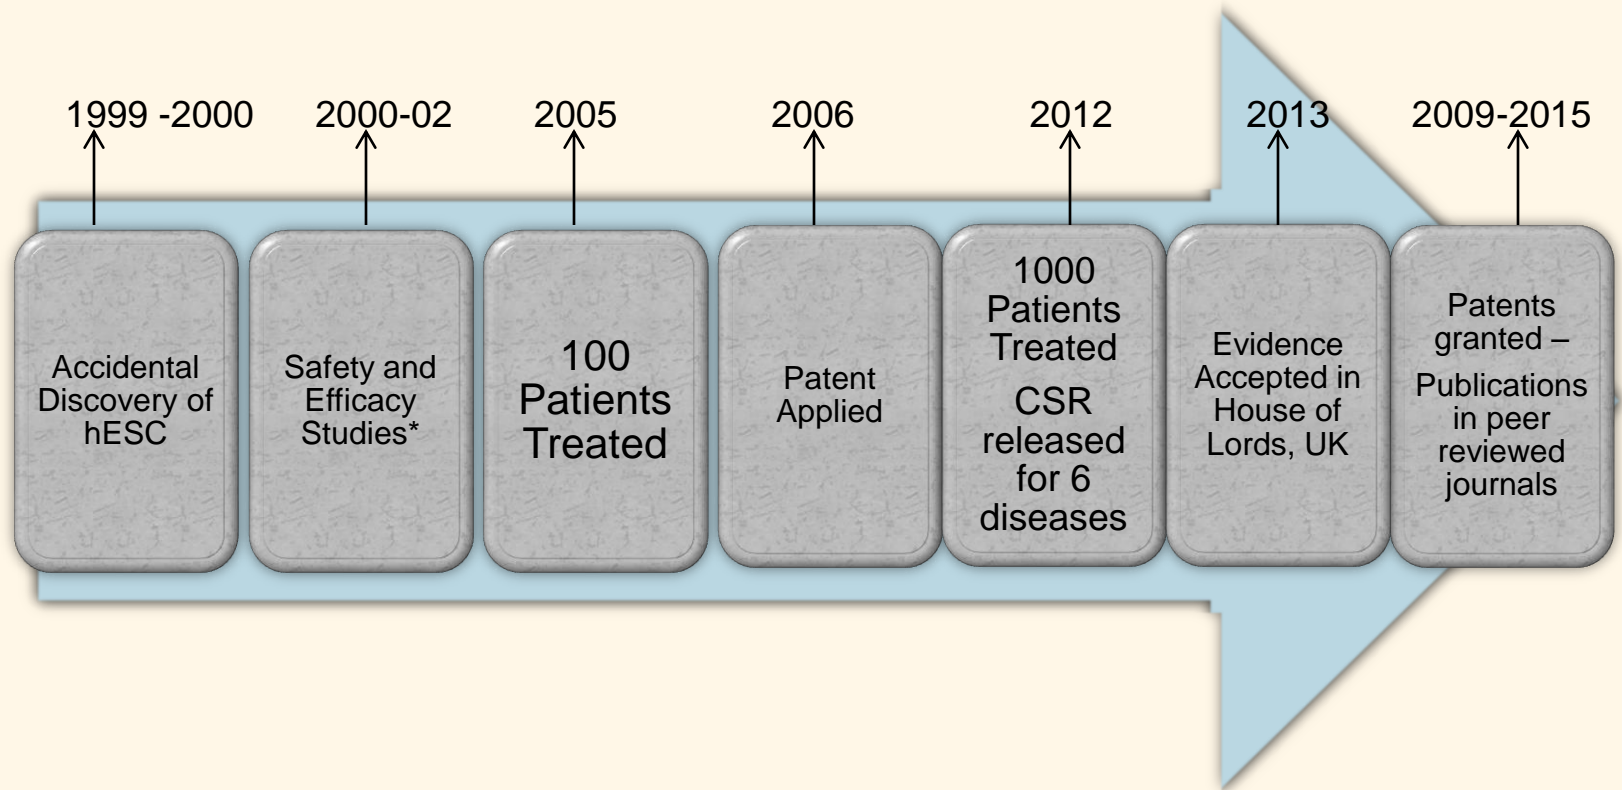 1999 -2000
2000-02
2005
2006
2012
2013
2009-2015
Accidental
Discovery of
hESC
Safety and
Efficacy
Studies*
100
Patients
Treated
Patent
Applied
1000
Patients
Treated
CSR
released
for 6
diseases
Evidence
Accepted in
House of
Lords, UK
Patents
granted –
Publications
in peer
reviewed
journals